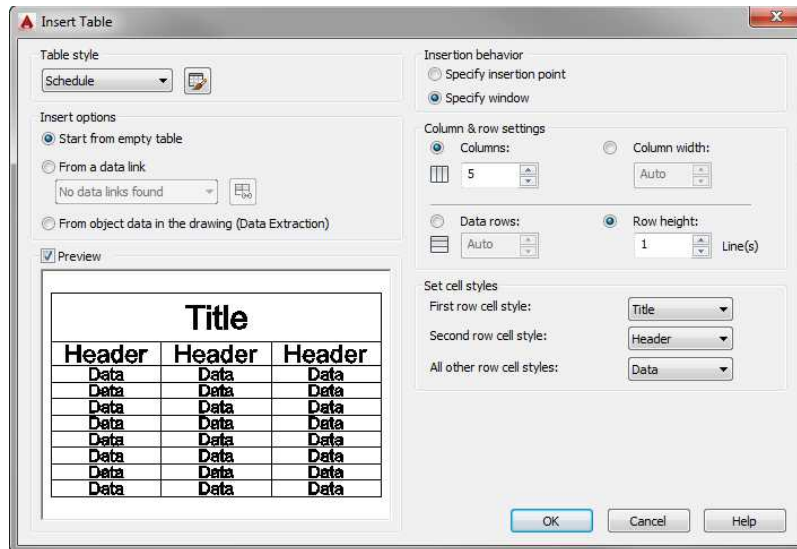 Insert Table
Table style
Schedule
Insert options
Start from empty table
From a data link
No data links found
From object data in the drawing (Data Extraction)
Preview
Title
Header Header Header
Data Data Data
Data Data Data
Data Data Data
Data Data Data
Data Data Data
Data Data Data
Data Data Data
Data Data Data
Insertion behavior
Specify insertion point
Specify window
Column & row settings
Columns: Column width:
5 Auto
Data rows: Row height:
Auto 1 Line(s)
Set cell styles
First row cell style: Title
Second row cell style: Header
All other row cell styles: Data
OK Cancel Help